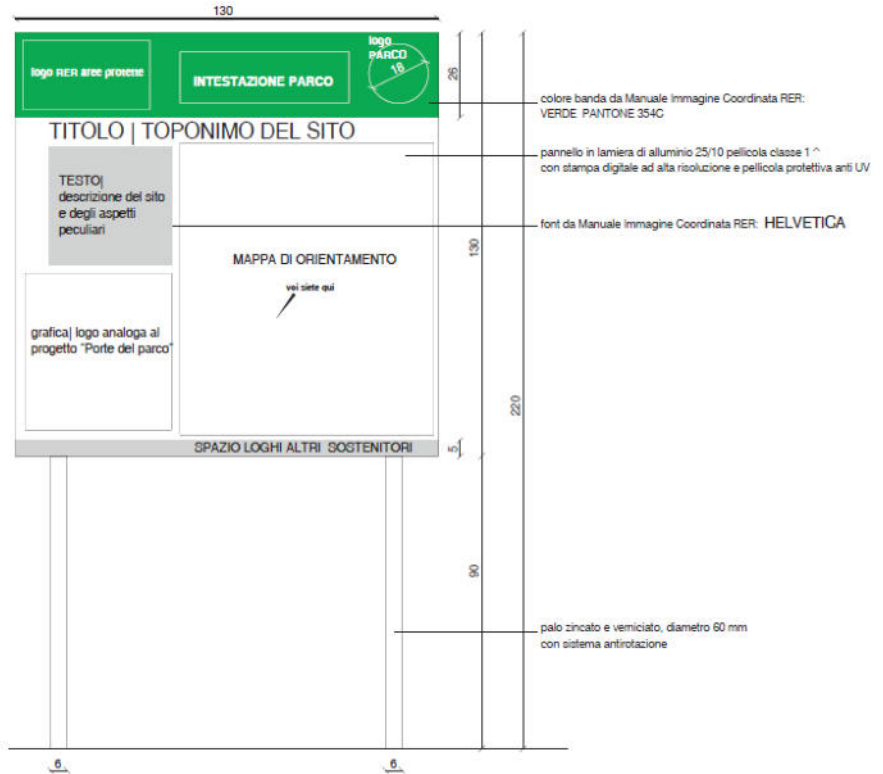 130
logo RER aree protette
INTESTAZIONE PARCO
logo
PARCO
18
26
colore banda da Manuale Immagine Coordinata RER:
VERDE PANTONE 354C
TITOLO | TOPONIMO DEL SITO
pannello in lamiera di alluminio 25/10 pellicola classe 1 ^
con stampa digitale ad alta risoluzione e pellicola protettiva anti UV
TESTO|
descrizione del sito
e degli aspetti
peculiari
font da Manuale Immagine Coordinata RER: HELVETICA
130
MAPPA DI ORIENTAMENTO
voi siete qui
grafica| logo analoga al
progetto "Porte del parco"
220
SPAZIO LOGHI ALTRI SOSTENITORI
5
90
palo zincato e verniciato, diametro 60 mm
con sistema antirotazione
6
6